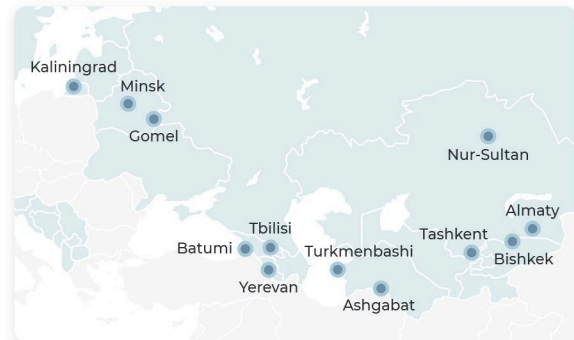 Kaliningrad
Minsk
Gomel
Nur-Sultan
Almaty
Tbilisi
Tashkent
Batumi
Turkmenbashi
Bishkek
Yerevan
Ashgabat